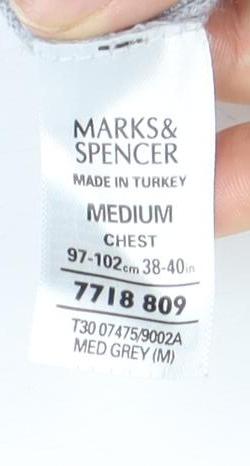 MARKS&
SPENCER
MADE IN TURKEY
MEDIUM
CHEST
97-102cm 38-40in
7718 809
T30 07475/9002A
MED GREY (M)